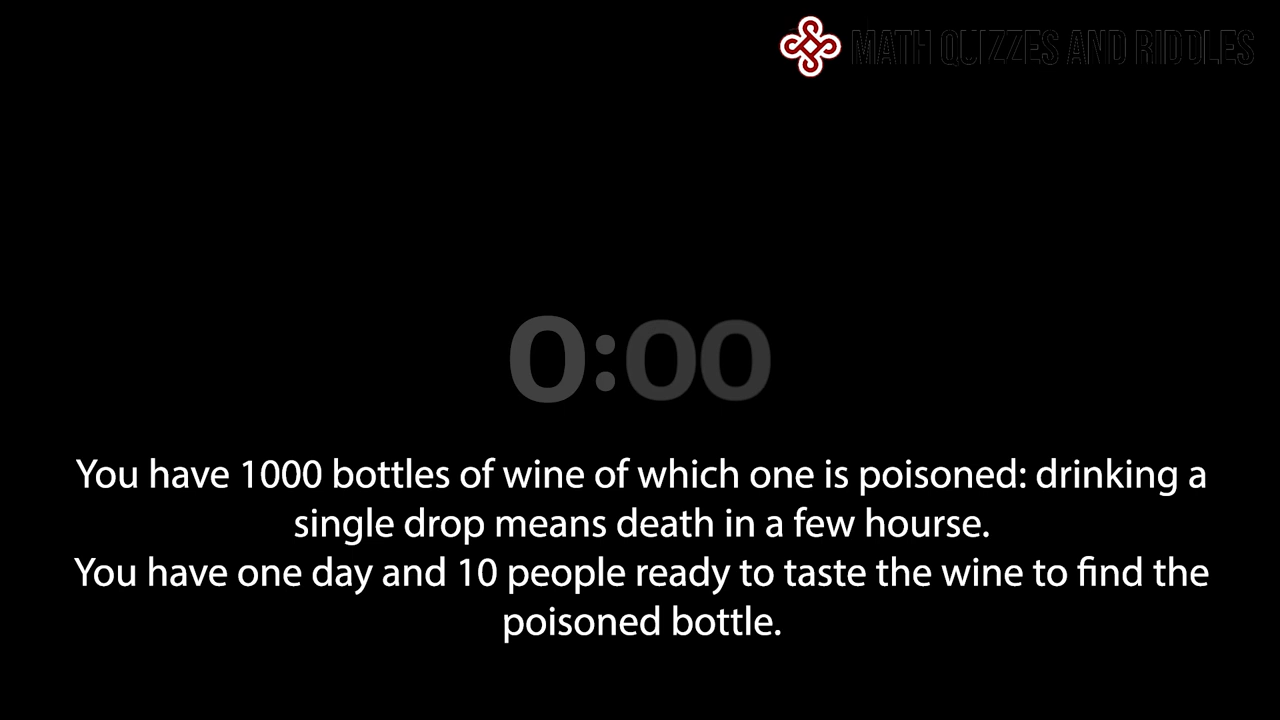 MATH QUIZZES AND RIDDLES
0:00
You have 1000 bottles of wine of which one is poisoned: drinking a
single drop means death in a few hourse.
You have one day and 10 people ready to taste the wine to find the
poisoned bottle.